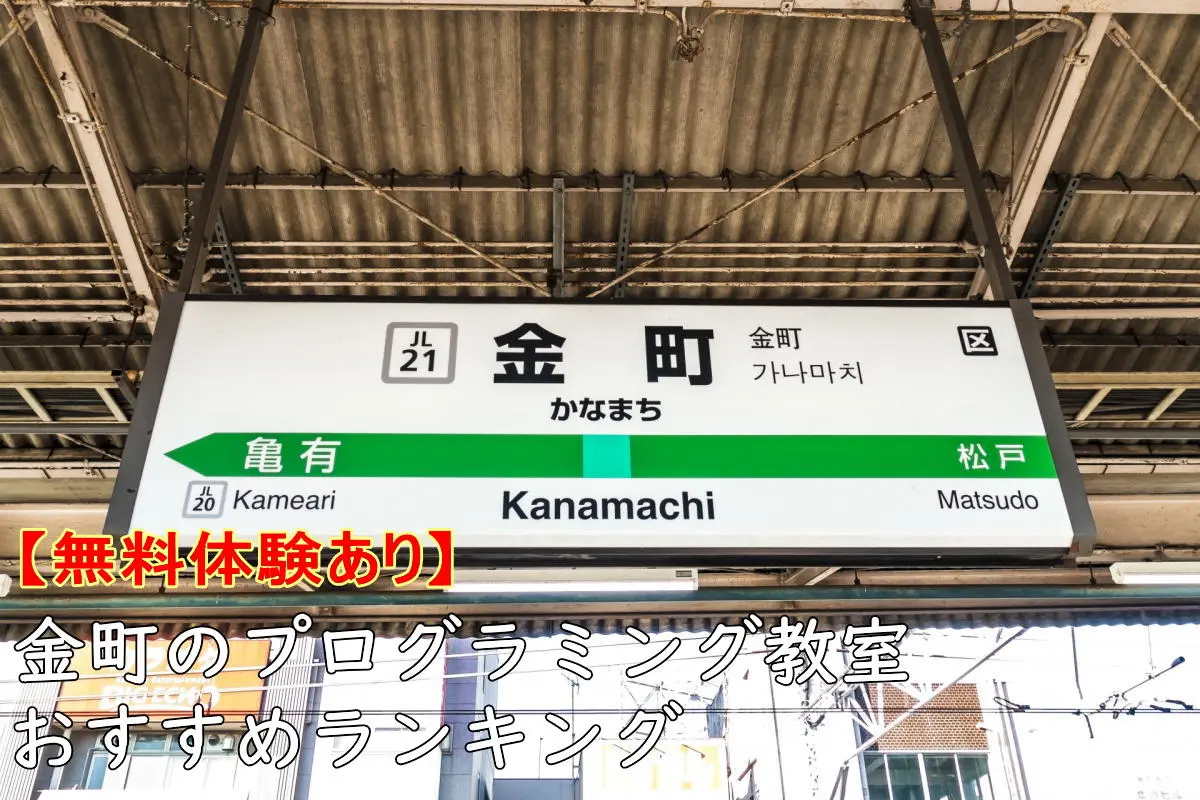 JL
21
金町
金町
가나마치
区
かなまち
亀有
松戸
JL
20
Kameari
Kanamachi
Matsudo
【無料体験あり】
金町のプログラミング教室
おすすめランキング
BIG ECHO